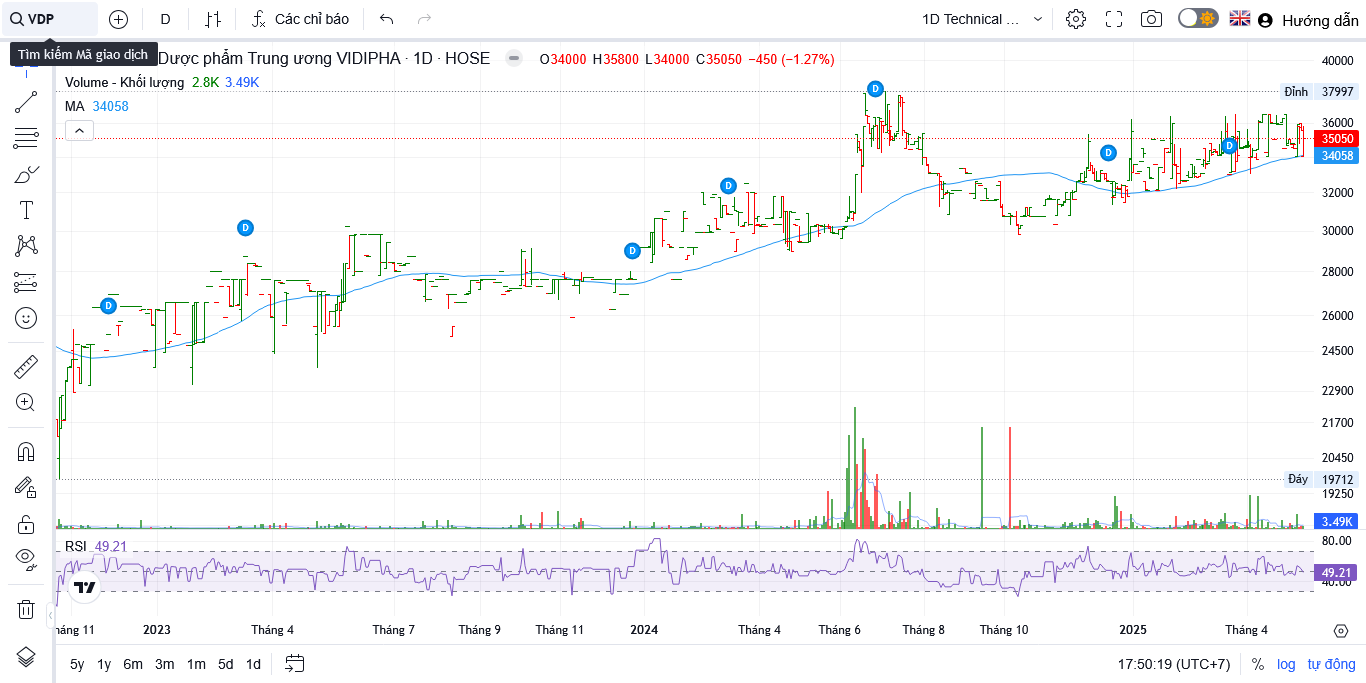 VDP
D
Các chỉ báo
1D Technical ...
Hướng dẫn
Tìm kiếm Mã giao dịch
Dược phẩm Trung ương VIDIPHA · 1D · HOSE
O34000 H35800 L34000 C35050 −450 (−1.27%)
Volume - Khối lượng 2.8K 3.49K
MA 34058
40000
Đỉnh 37997
36000
35050
34058
32000
30000
28000
26000
24500
22900
21700
20450
Đáy 19712
19250
3.49K
D
D
D
D
D
D
D
RSI 49.21
80.00
49.21
40.00
háng 11
2023
Tháng 4
Tháng 7
Tháng 9
Tháng 11
2024
Tháng 4
Tháng 6
Tháng 8
Tháng 10
2025
Tháng 4
5y 1y 6m 3m 1m 5d 1d
17:50:19 (UTC+7)
% log tự động